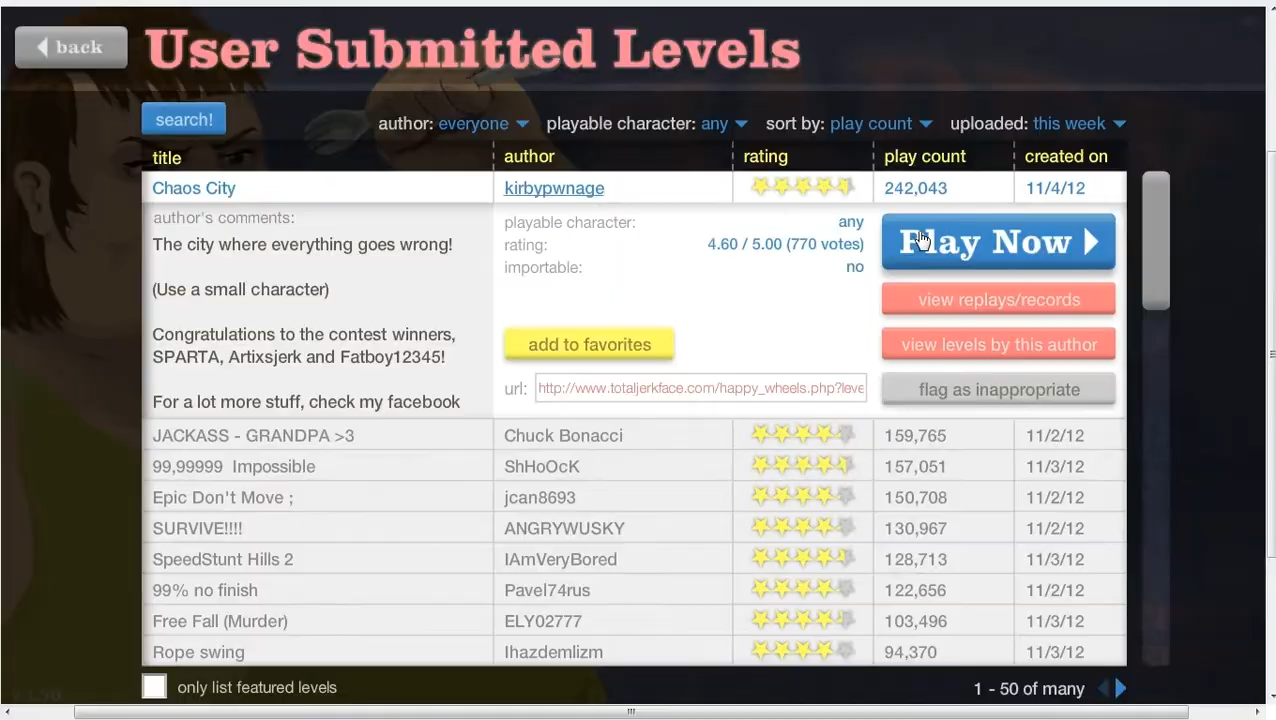 back
User Submitted Levels
search!
author: everyone
playable character: any
sort by: play count
uploaded: this week
title
author
rating
play count
created on
Chaos City
kirbypwnage
242,043
11/4/12
author's comments:
The city where everything goes wrong!
(Use a small character)
Congratulations to the contest winners,
SPARTA, Artixsjerk and Fatboy12345!
For a lot more stuff, check my facebook
playable character: any
rating: 4.60 / 5.00 (770 votes)
importable: no
add to favorites
url: http://www.totaljerkface.com/happy_wheels.php?leve
Play Now
view replays/records
view levels by this author
flag as inappropriate
JACKASS - GRANDPA >3 Chuck Bonacci 159,765 11/2/12
99,99999 Impossible ShHoOcK 157,051 11/3/12
Epic Don't Move ; jcan8693 150,708 11/2/12
SURVIVE!!!! ANGRYWUSKY 130,967 11/2/12
SpeedStunt Hills 2 IAmVeryBored 128,713 11/3/12
99% no finish Pavel74rus 122,656 11/2/12
Free Fall (Murder) ELY02777 103,496 11/3/12
Rope swing Ihazdemlizm 94,370 11/3/12
only list featured levels
1 - 50 of many